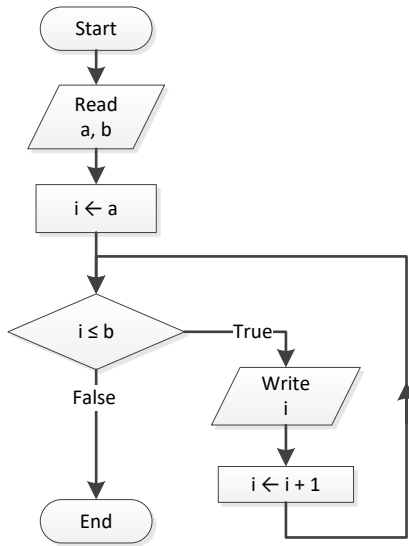 Start
Read
a, b
i ← a
i ≤ b
True
False
Write
i
i ← i + 1
End